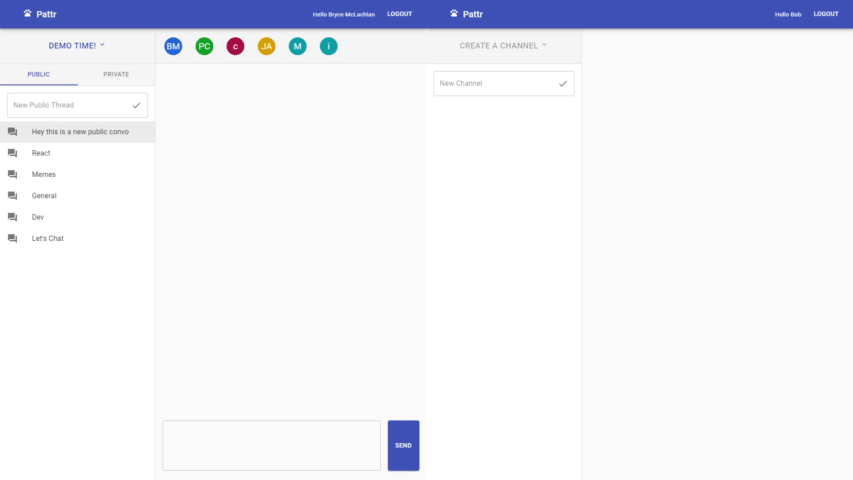 Pattr
Hello Bryce McLachlan
LOGOUT
DEMO TIME!
BM
PC
c
JA
M
i
PUBLIC
PRIVATE
New Public Thread
Hey this is a new public convo
React
Memes
General
Dev
Let's Chat
SEND
Pattr
Hello Bob
LOGOUT
CREATE A CHANNEL
New Channel